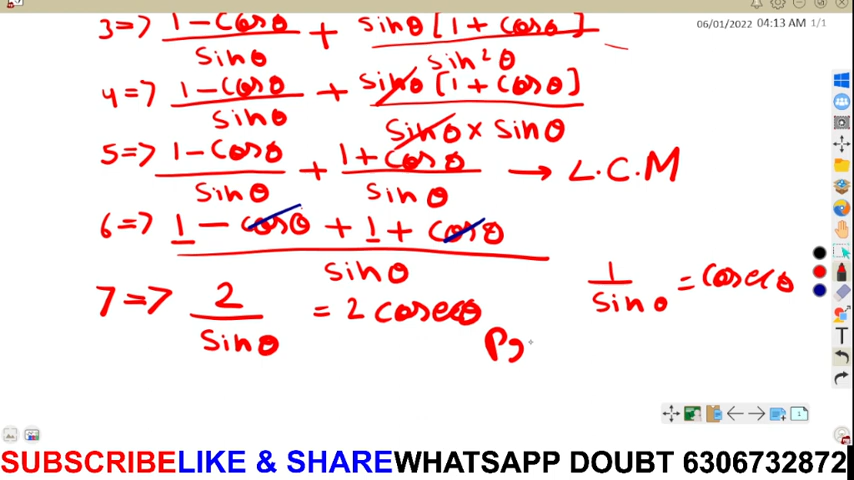 06/01/2022 04:13 AM 1/1
3=> 1-cosθ/sinθ + sinθ[1+cosθ]/sin²θ
4=> 1-cosθ/sinθ + sinθ[1+cosθ]/sinθ×sinθ
5=> 1-cosθ/sinθ + 1+cosθ/sinθ → L.C.M
6=> 1-cosθ+1+cosθ/sinθ
7=> 2/sinθ = 2cosecθ
1/sinθ = cosecθ
SUBSCRIBE LIKE & SHARE WHATSAPP DOUBT 6306732872